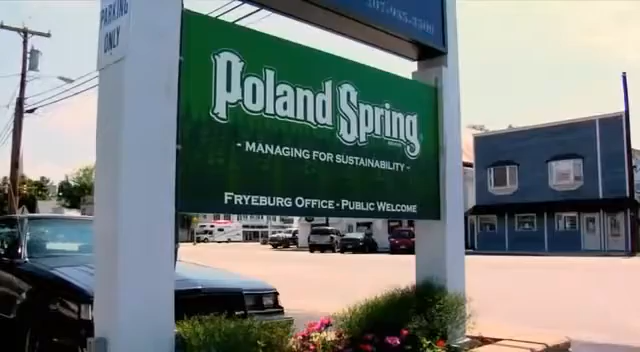 PARKING
ONLY
Poland Spring
- MANAGING FOR SUSTAINABILITY -
FRYEBURG OFFICE - PUBLIC WELCOME